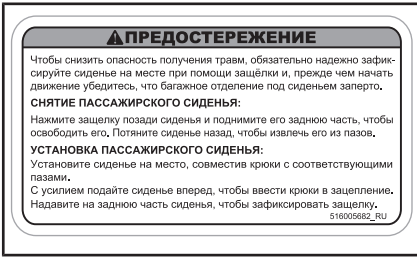 ПРЕДОСТЕРЕЖЕНИЕ
Чтобы снизить опасность получения травм, обязательно надежно зафик-
сируйте сиденье на месте при помощи защёлки и, прежде чем начать
движение убедитесь, что багажное отделение под сиденьем заперто.
СНЯТИЕ ПАССАЖИРСКОГО СИДЕНЬЯ:
Нажмите защелку позади сиденья и поднимите его заднюю часть, чтобы
освободить его. Потяните сиденье назад, чтобы извлечь его из пазов.
УСТАНОВКА ПАССАЖИРСКОГО СИДЕНЬЯ:
Установите сиденье на место, совместив крюки с соответствующими
пазами.
С усилием подайте сиденье вперед, чтобы ввести крюки в зацепление.
Надавите на заднюю часть сиденья, чтобы зафиксировать защелку.
516005682_RU